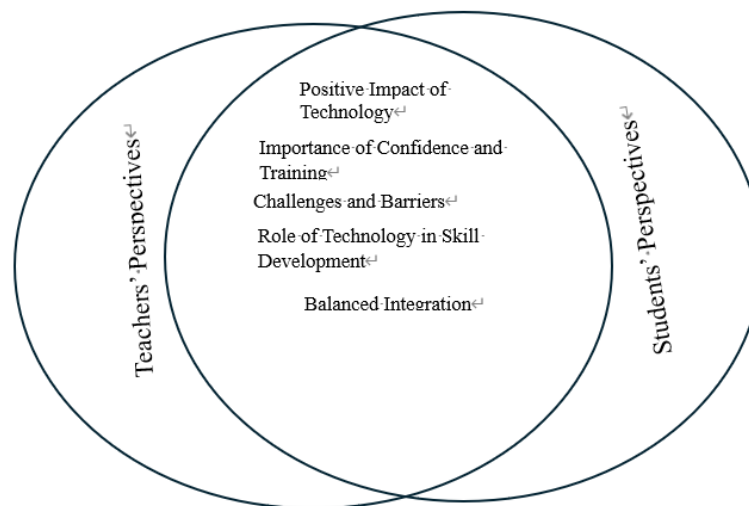 Positive Impact of
Technology
Importance of Confidence and
Training
Challenges and Barriers
Role of Technology in Skill
Development
Balanced Integration
Teachers’ Perspectives
Students’ Perspectives